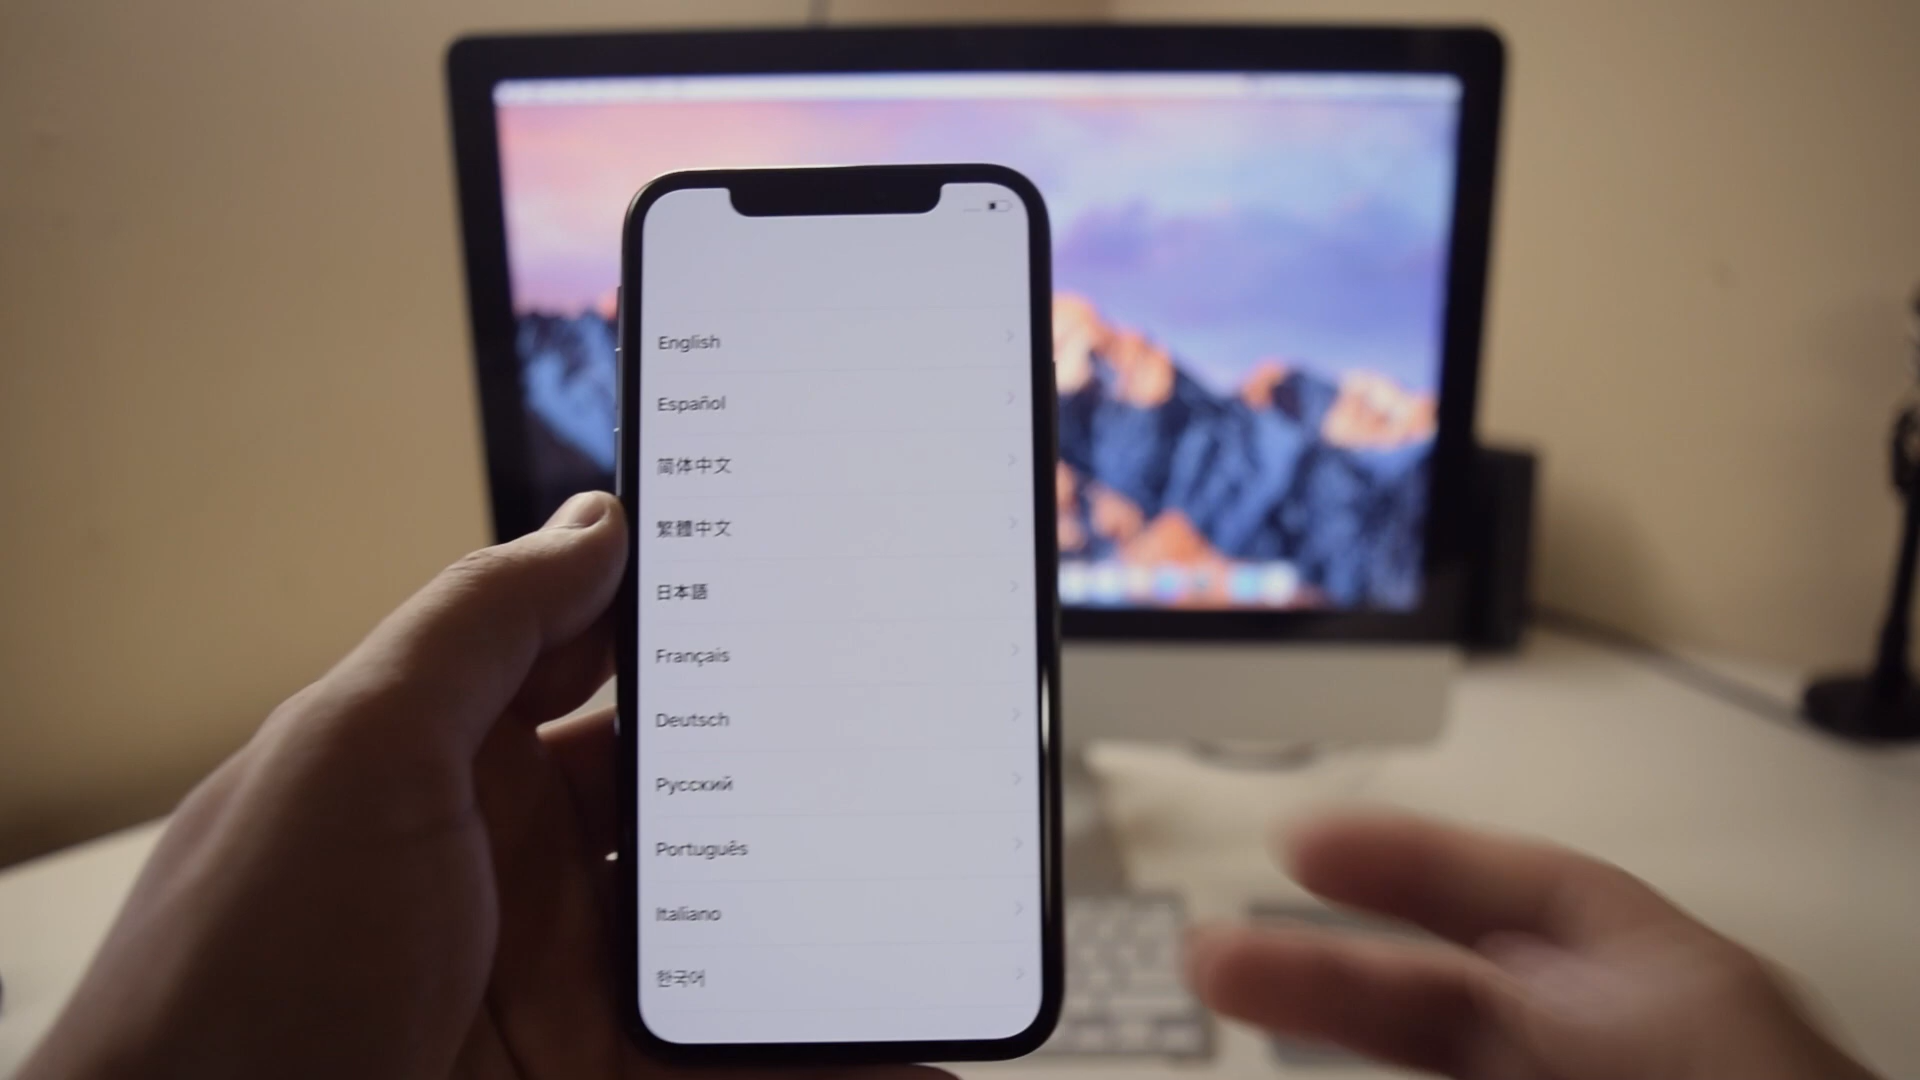 English
Español
简体中文
繁體中文
日本語
Français
Deutsch
Русский
Português
Italiano
한국어